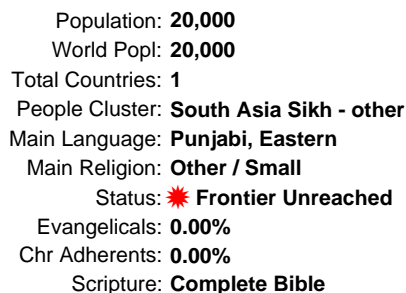 Population: 20,000
World Popl: 20,000
Total Countries: 1
People Cluster: South Asia Sikh - other
Main Language: Punjabi, Eastern
Main Religion: Other / Small
Status: Frontier Unreached
Evangelicals: 0.00%
Chr Adherents: 0.00%
Scripture: Complete Bible